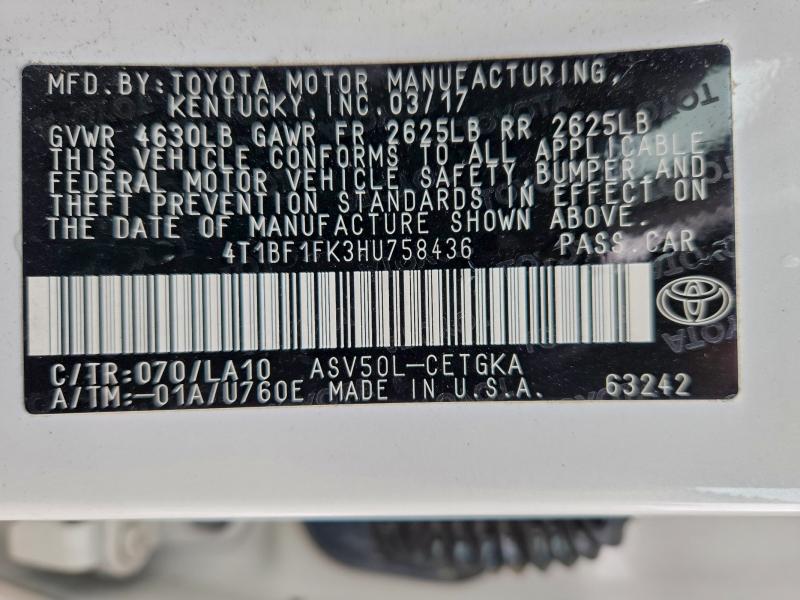 MFD. BY: TOYOTA MOTOR MANUFACTURING,
KENTUCKY, INC. 03/17
GVWR 4630LB GAWR FR 2625LB RR 2625LB
THIS VEHICLE CONFORMS TO ALL APPLICABLE
FEDERAL MOTOR VEHICLE SAFETY, BUMPER, AND
THEFT PREVENTION STANDARDS IN EFFECT ON
THE DATE OF MANUFACTURE SHOWN ABOVE.
4T1BF1FK3HU758436 PASS. CAR
C/TR: 070/LA10 ASV50L-CETGKA
A/TM: -01A/U760E MADE IN U.S.A. 63242